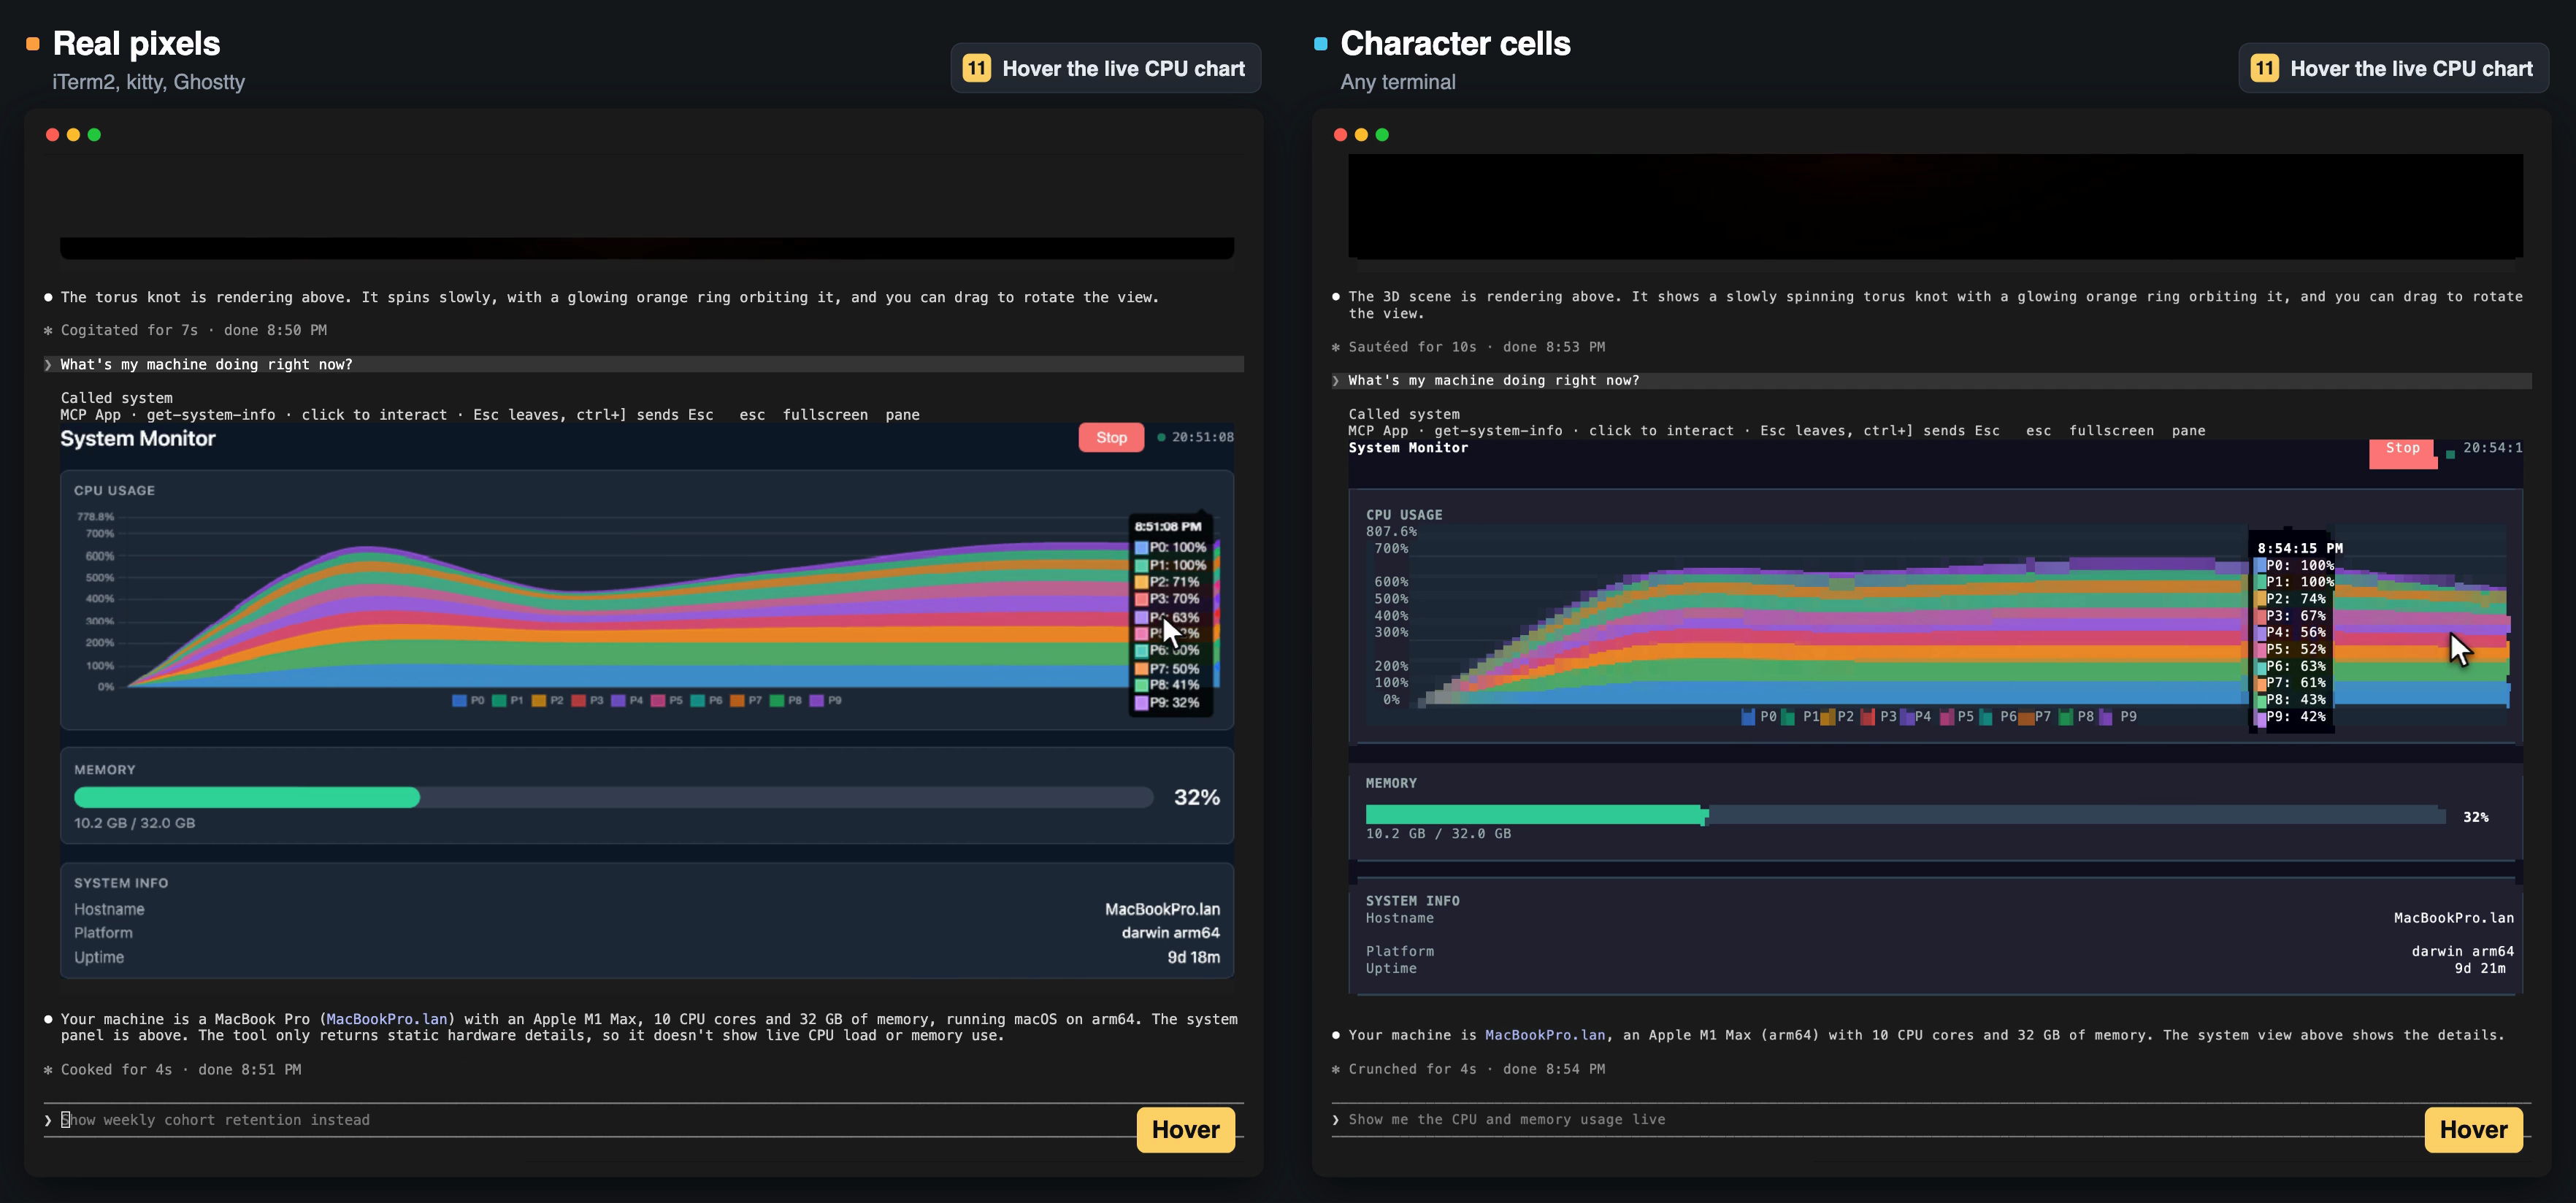 Real pixels
iTerm2, kitty, Ghostty
11 Hover the live CPU chart
The torus knot is rendering above. It spins slowly, with a glowing orange ring orbiting it, and you can drag to rotate the view.
✻ Cogitated for 7s · done 8:50 PM
❯ What's my machine doing right now?
Called system
MCP App · get-system-info · click to interact · Esc leaves, ctrl+] sends Esc esc fullscreen pane
System Monitor
Stop
20:51:08
CPU USAGE
778.8%
700%
600%
500%
400%
300%
200%
100%
0%
8:51:08 PM
P0: 100%
P1: 100%
P2: 71%
P3: 70%
63%
P6: 60%
P7: 50%
P8: 41%
P9: 32%
P0 P1 P2 P3 P4 P5 P6 P7 P8 P9
MEMORY
32%
10.2 GB / 32.0 GB
SYSTEM INFO
Hostname MacBookPro.lan
Platform darwin arm64
Uptime 9d 18m
Your machine is a MacBook Pro (MacBookPro.lan) with an Apple M1 Max, 10 CPU cores and 32 GB of memory, running macOS on arm64. The system
panel is above. The tool only returns static hardware details, so it doesn't show live CPU load or memory use.
✻ Cooked for 4s · done 8:51 PM
❯ Show weekly cohort retention instead
Hover
Character cells
Any terminal
11 Hover the live CPU chart
The 3D scene is rendering above. It shows a slowly spinning torus knot with a glowing orange ring orbiting it, and you can drag to rotate
the view.
✻ Sautéed for 10s · done 8:53 PM
❯ What's my machine doing right now?
Called system
MCP App · get-system-info · click to interact · Esc leaves, ctrl+] sends Esc esc fullscreen pane
System Monitor
Stop
20:54:1
CPU USAGE
807.6%
700%
600%
500%
400%
300%
200%
100%
0%
8:54:15 PM
P0: 100%
P1: 100%
P2: 74%
P3: 67%
P4: 56%
P5: 52%
P6: 63%
P7: 61%
P8: 43%
P9: 42%
P0 P1 P2 P3 P4 P5 P6 P7 P8 P9
MEMORY
32%
10.2 GB / 32.0 GB
SYSTEM INFO
Hostname MacBookPro.lan
Platform darwin arm64
Uptime 9d 21m
Your machine is MacBookPro.lan, an Apple M1 Max (arm64) with 10 CPU cores and 32 GB of memory. The system view above shows the details.
✻ Crunched for 4s · done 8:54 PM
❯ Show me the CPU and memory usage live
Hover